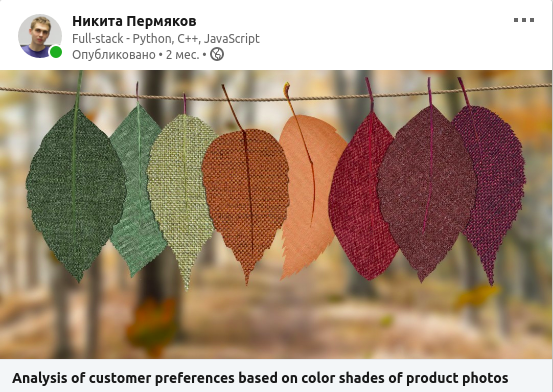 Никита Пермяков
Full-stack - Python, C++, JavaScript
Опубликовано • 2 мес. •
Analysis of customer preferences based on color shades of product photos